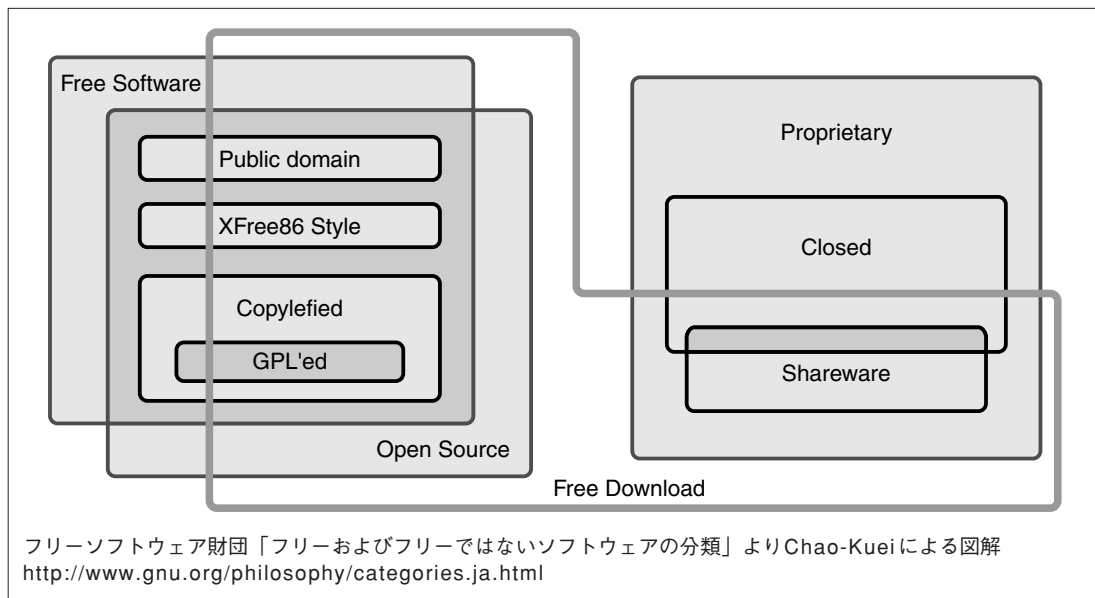 Free Software
Public domain
XFree86 Style
Copylefied
GPL'ed
Open Source
Proprietary
Closed
Shareware
Free Download
フリーソフトウェア財団「フリーおよびフリーではないソフトウェアの分類」よりChao-Kueiによる図解
http://www.gnu.org/philosophy/categories.ja.html